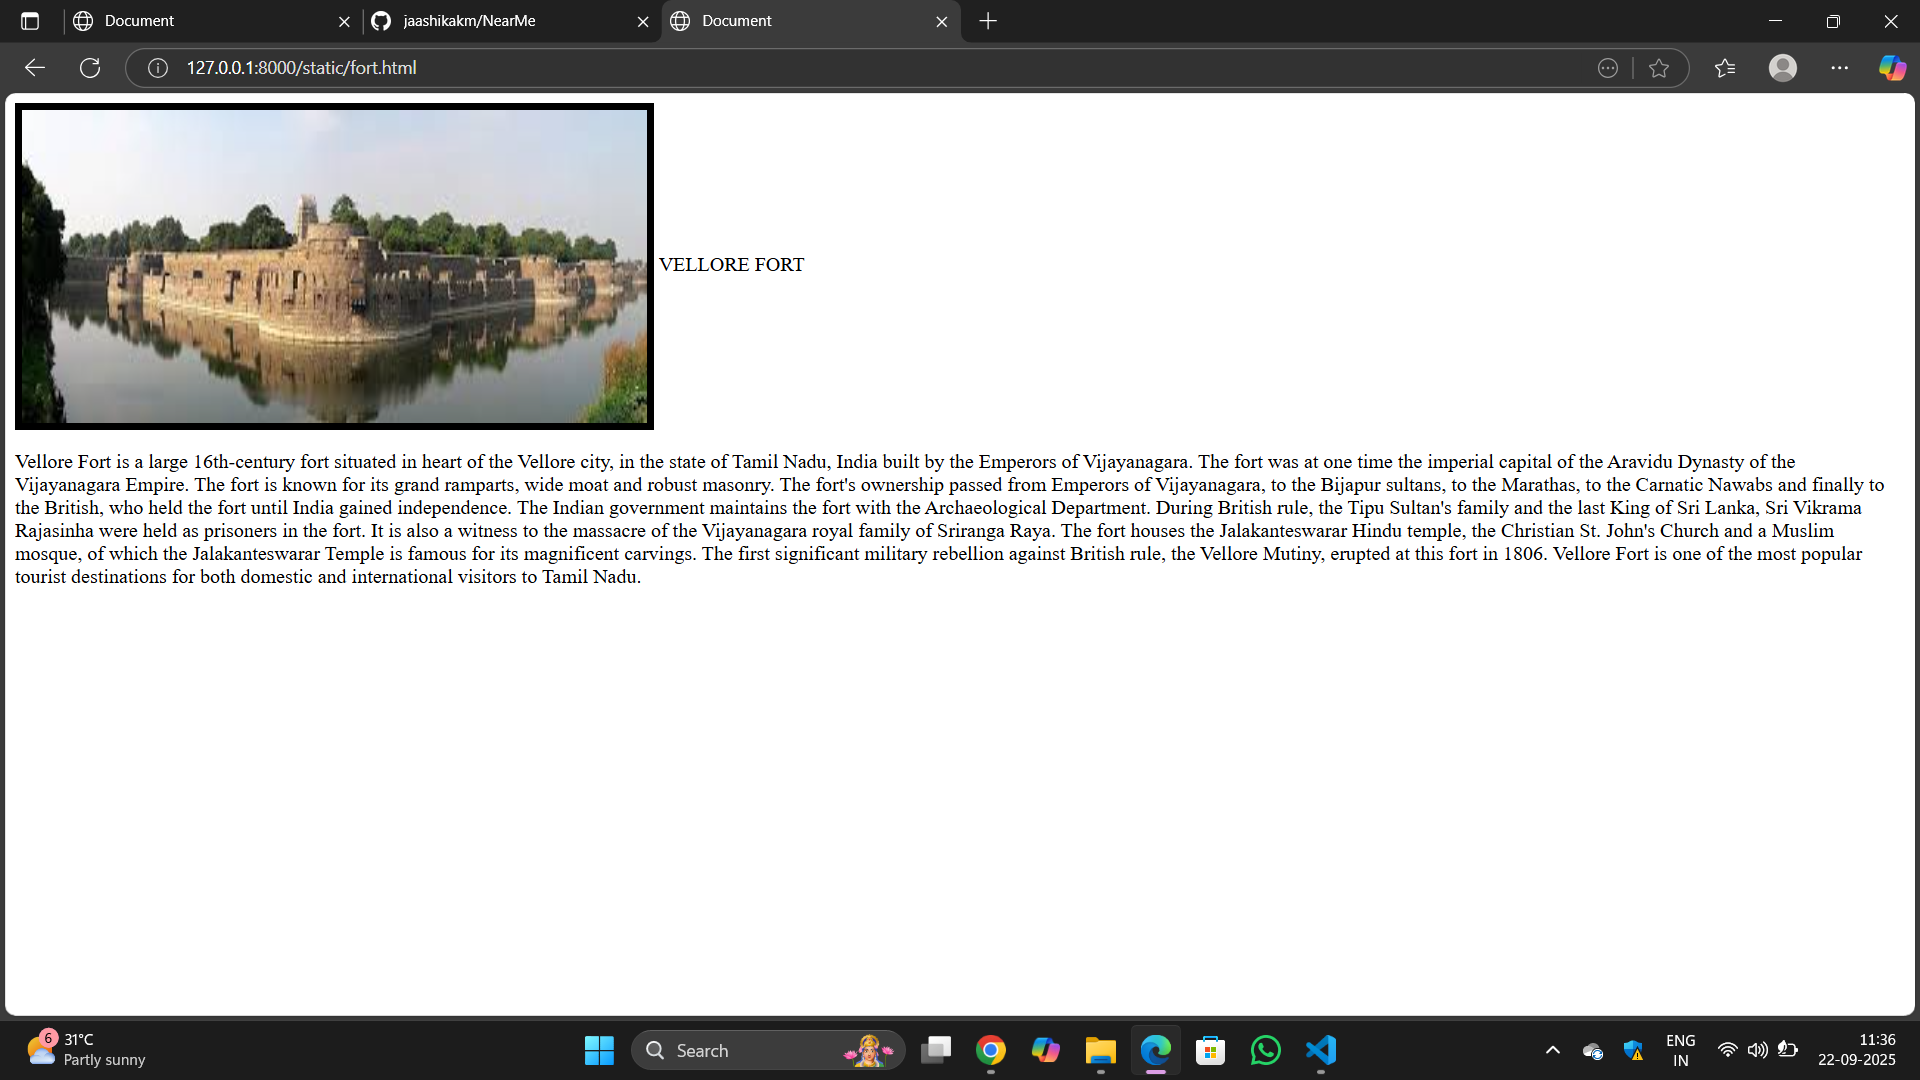 Document
jaashikakm/NearMe
Document
127.0.0.1:8000/static/fort.html
VELLORE FORT
Vellore Fort is a large 16th-century fort situated in heart of the Vellore city, in the state of Tamil Nadu, India built by the Emperors of Vijayanagara. The fort was at one time the imperial capital of the Aravidu Dynasty of the
Vijayanagara Empire. The fort is known for its grand ramparts, wide moat and robust masonry. The fort's ownership passed from Emperors of Vijayanagara, to the Bijapur sultans, to the Marathas, to the Carnatic Nawabs and finally to
the British, who held the fort until India gained independence. The Indian government maintains the fort with the Archaeological Department. During British rule, the Tipu Sultan's family and the last King of Sri Lanka, Sri Vikrama
Rajasinha were held as prisoners in the fort. It is also a witness to the massacre of the Vijayanagara royal family of Sriranga Raya. The fort houses the Jalakanteswarar Hindu temple, the Christian St. John's Church and a Muslim
mosque, of which the Jalakanteswarar Temple is famous for its magnificent carvings. The first significant military rebellion against British rule, the Vellore Mutiny, erupted at this fort in 1806. Vellore Fort is one of the most popular
tourist destinations for both domestic and international visitors to Tamil Nadu.
6
31°C
Partly sunny
Search
ENG
IN
11:36
22-09-2025